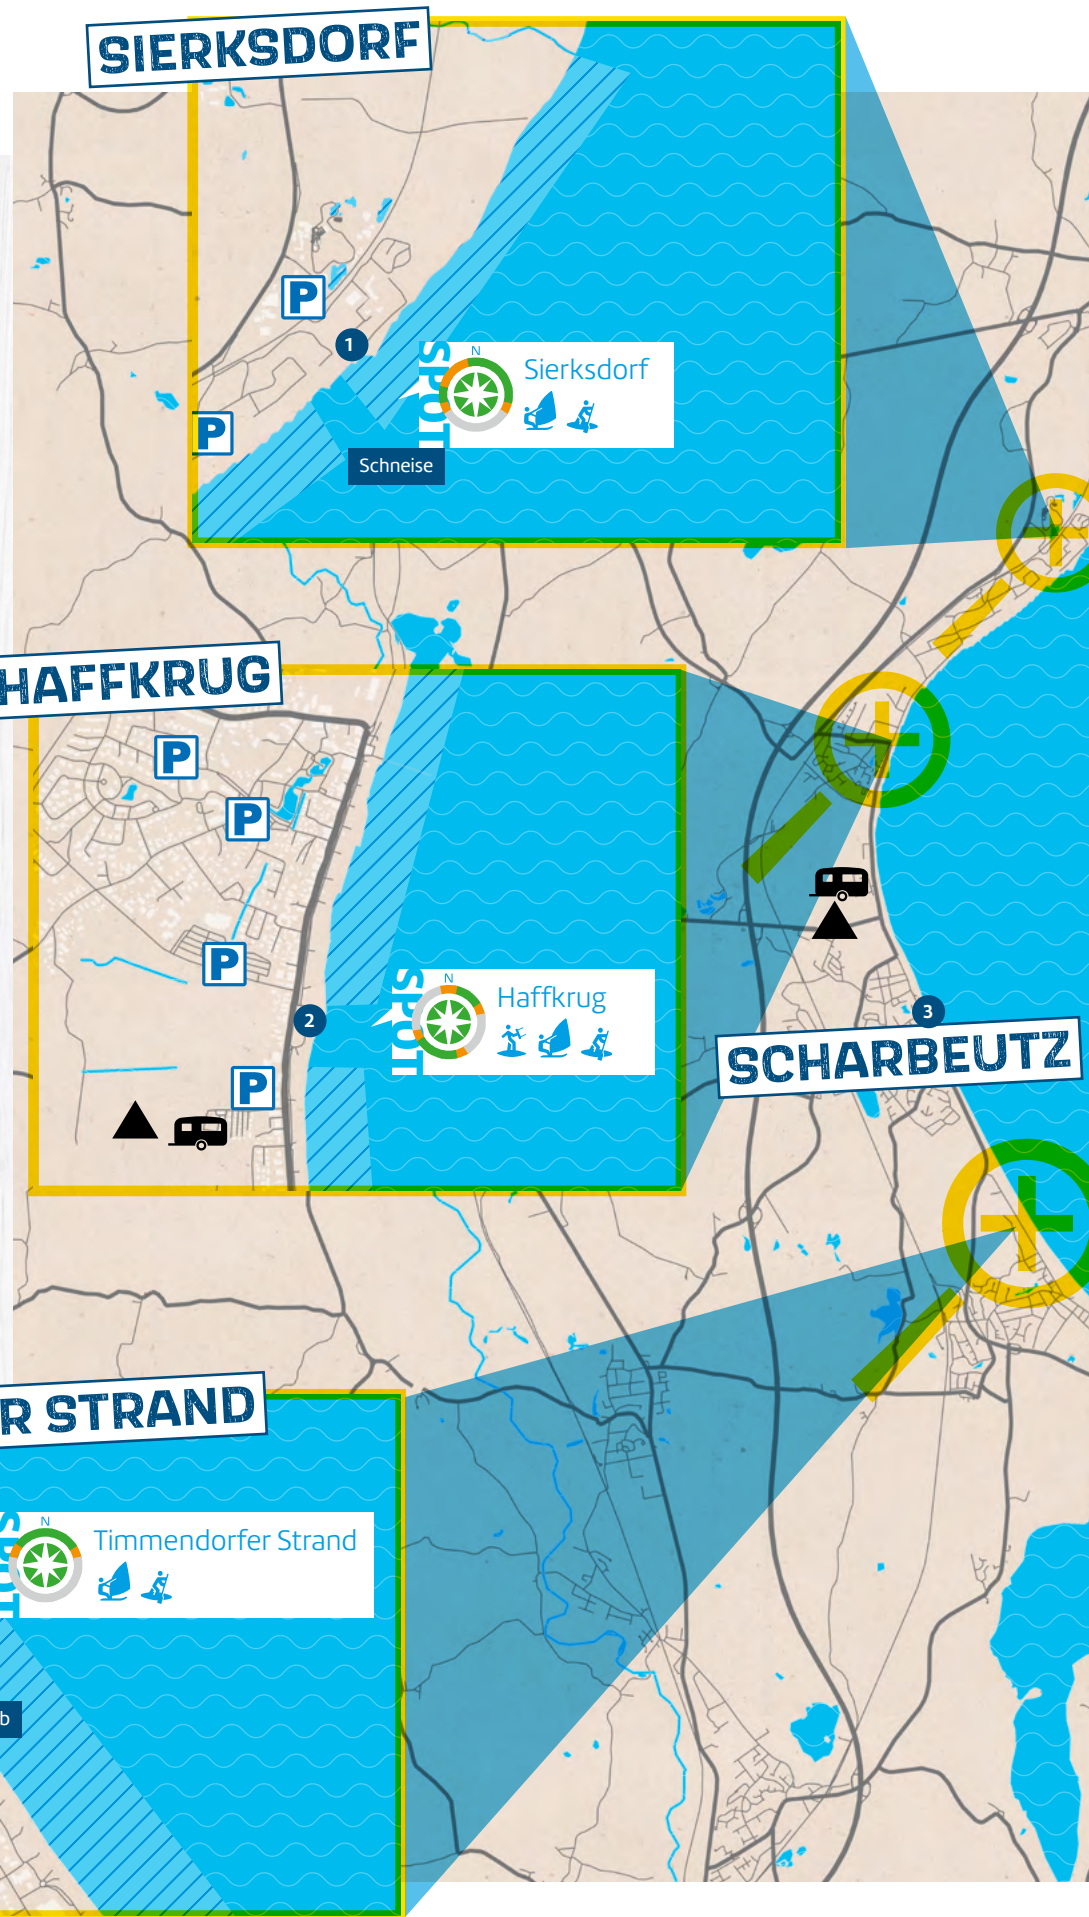 SIERKSDORF
P
1
SPOT
N
Sierksdorf
P
Schneise
HAFFKRUG
P
P
P
SPOT
N
Haffkrug
2
3
SCHARBEUTZ
P
R STRAND
SPOT
N
Timmendorfer Strand
b